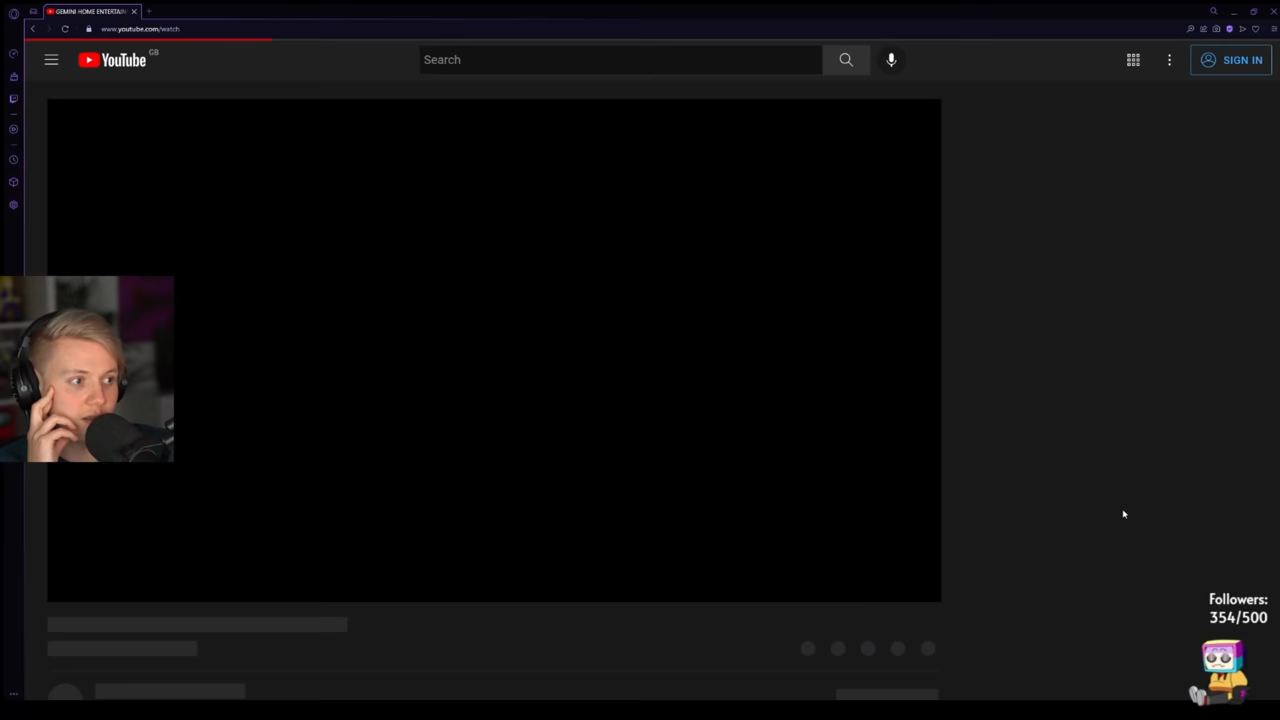 GEMINI HOME ENTERTAIN
www.youtube.com/watch
YouTube GB
Search
SIGN IN
Followers:
354/500